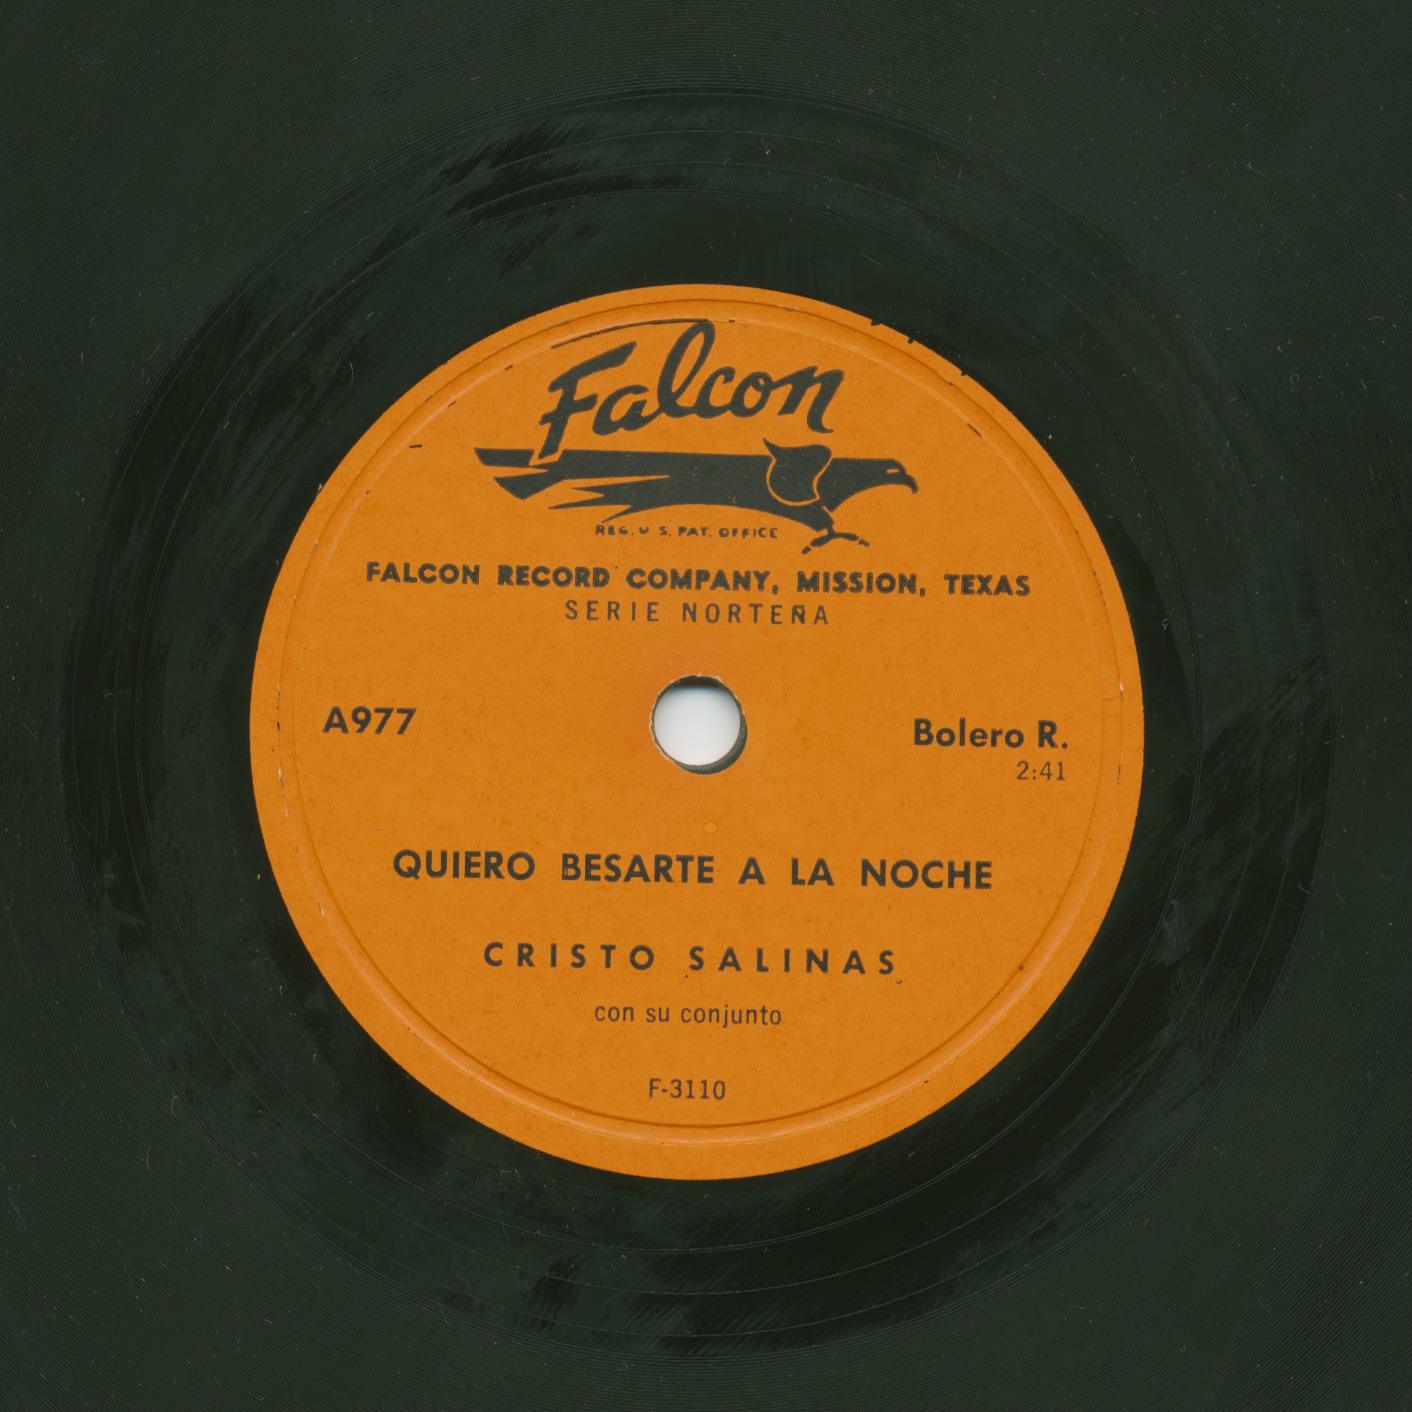 Falcon
REG. U S. PAT. OFFICE
FALCON RECORD COMPANY, MISSION, TEXAS
SERIE NORTEÑA
A977
Bolero R.
2:41
QUIERO BESARTE A LA NOCHE
CRISTO SALINAS
con su conjunto
F-3110